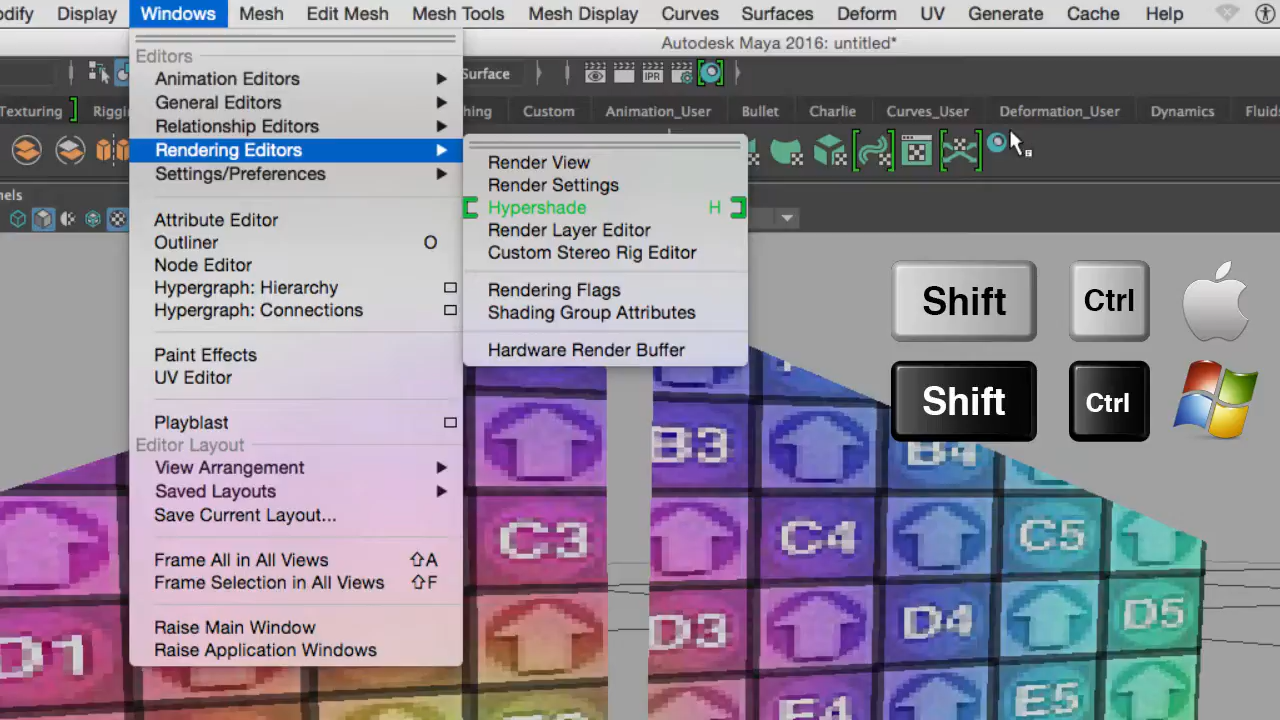 odify Display Windows Mesh Edit Mesh Mesh Tools Mesh Display Curves Surfaces Deform UV Generate Cache Help
Autodesk Maya 2016: untitled*
Surface
IPR
Texturing Riggi hing Custom Animation_User Bullet Charlie Curves_User Deformation_User Dynamics Fluids
nels
Editors
Animation Editors
General Editors
Relationship Editors
Rendering Editors
Settings/Preferences
Attribute Editor
Outliner O
Node Editor
Hypergraph: Hierarchy
Hypergraph: Connections
Paint Effects
UV Editor
Playblast
Editor Layout
View Arrangement
Saved Layouts
Save Current Layout...
Frame All in All Views ⇧A
Frame Selection in All Views ⇧F
Raise Main Window
Raise Application Windows
Render View
Render Settings
Hypershade H
Render Layer Editor
Custom Stereo Rig Editor
Rendering Flags
Shading Group Attributes
Hardware Render Buffer
Shift Ctrl
Shift Ctrl
B3 B4
C3 C4 C5
D1 D3 D4 D5
E4 E5